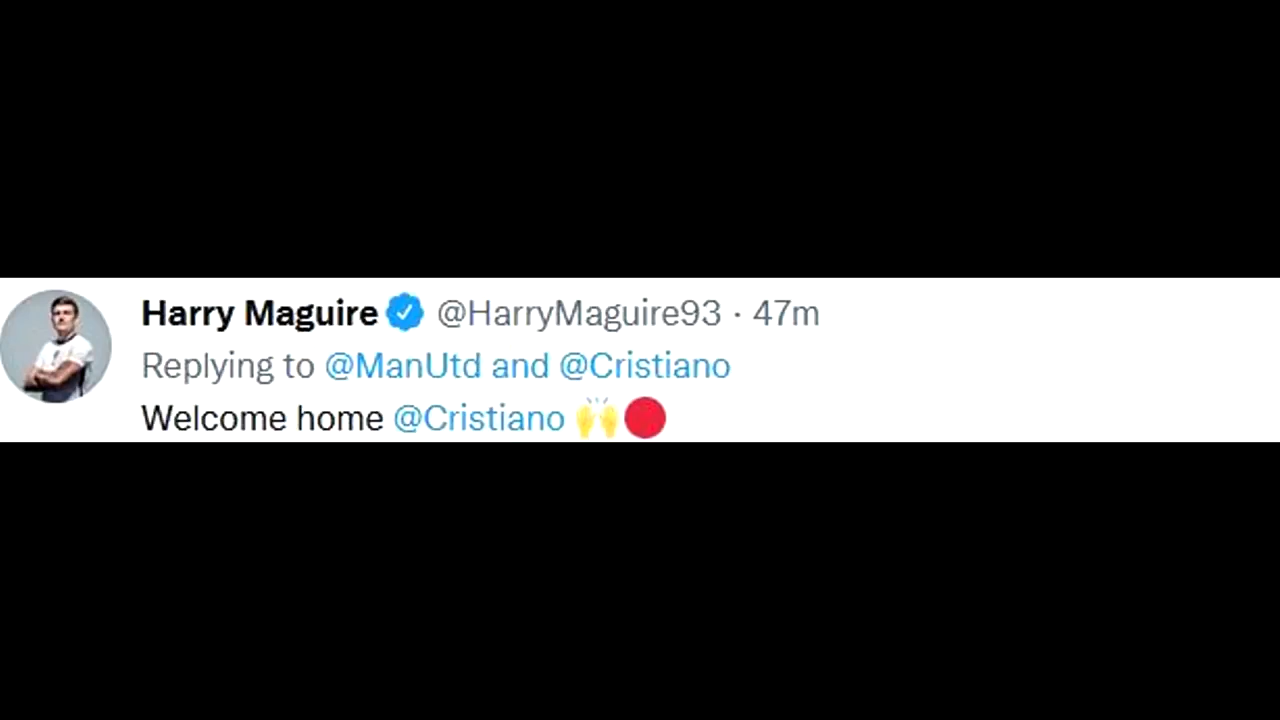 Harry Maguire @HarryMaguire93 · 47m
Replying to @ManUtd and @Cristiano
Welcome home @Cristiano 🙌🔴